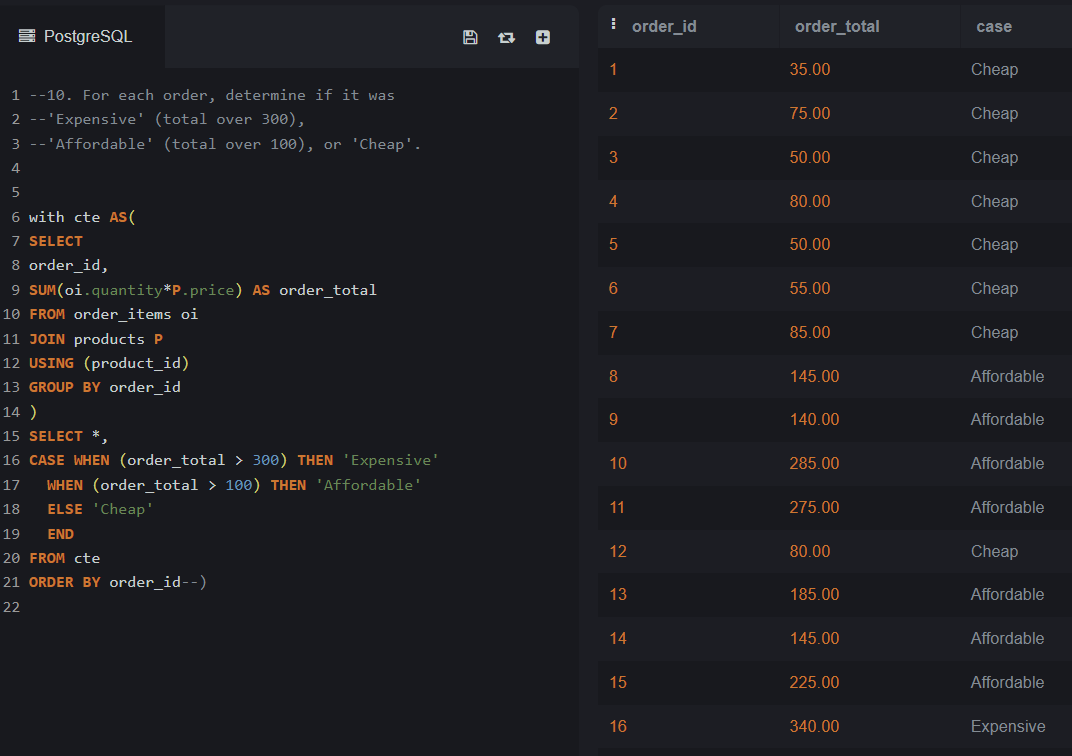 PostgreSQL
1 --10. For each order, determine if it was
2 --'Expensive' (total over 300),
3 --'Affordable' (total over 100), or 'Cheap'.
4
5
6 with cte AS(
7 SELECT
8 order_id,
9 SUM(oi.quantity*P.price) AS order_total
10 FROM order_items oi
11 JOIN products P
12 USING (product_id)
13 GROUP BY order_id
14 )
15 SELECT *,
16 CASE WHEN (order_total > 300) THEN 'Expensive'
17   WHEN (order_total > 100) THEN 'Affordable'
18   ELSE 'Cheap'
19   END
20 FROM cte
21 ORDER BY order_id--)
22
order_id order_total case
1 35.00 Cheap
2 75.00 Cheap
3 50.00 Cheap
4 80.00 Cheap
5 50.00 Cheap
6 55.00 Cheap
7 85.00 Cheap
8 145.00 Affordable
9 140.00 Affordable
10 285.00 Affordable
11 275.00 Affordable
12 80.00 Cheap
13 185.00 Affordable
14 145.00 Affordable
15 225.00 Affordable
16 340.00 Expensive